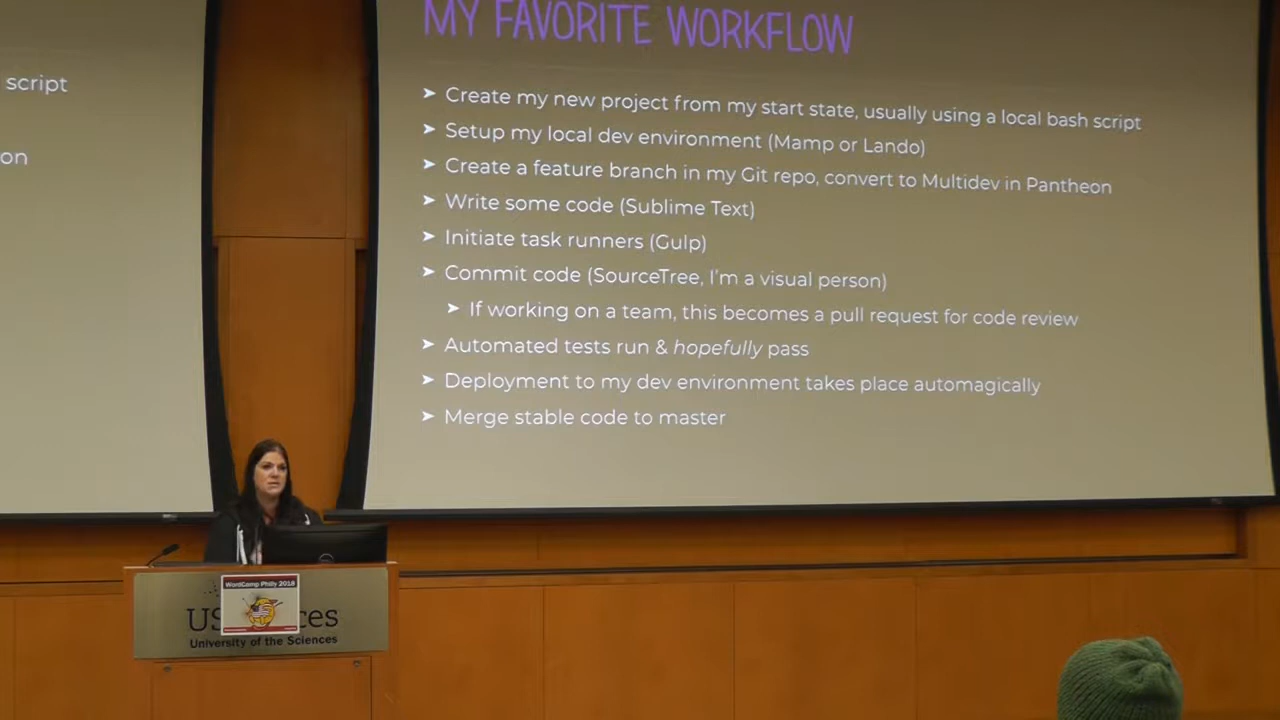 script
on
MY FAVORITE WORKFLOW
➤ Create my new project from my start state, usually using a local bash script
➤ Setup my local dev environment (Mamp or Lando)
➤ Create a feature branch in my Git repo, convert to Multidev in Pantheon
➤ Write some code (Sublime Text)
➤ Initiate task runners (Gulp)
➤ Commit code (SourceTree, I'm a visual person)
➤ If working on a team, this becomes a pull request for code review
➤ Automated tests run & hopefully pass
➤ Deployment to my dev environment takes place automagically
➤ Merge stable code to master
WordCamp Philly 2018
US ces
University of the Sciences